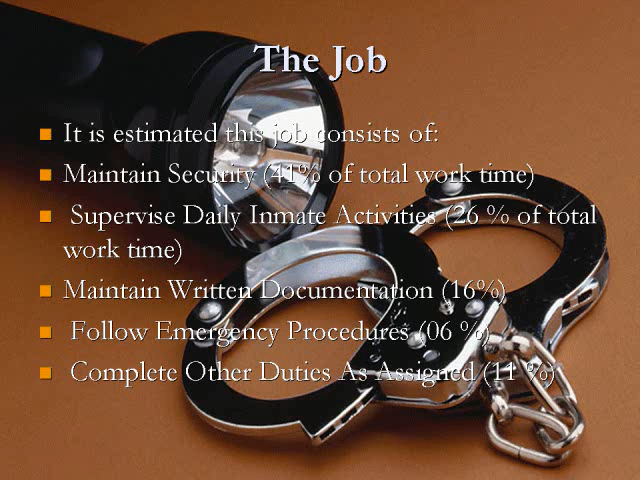 The Job
It is estimated this job consists of:
Maintain Security (41% of total work time)
Supervise Daily Inmate Activities (26 % of total
work time)
Maintain Written Documentation (16%)
Follow Emergency Procedures (06 %)
Complete Other Duties As Assigned (11 %)